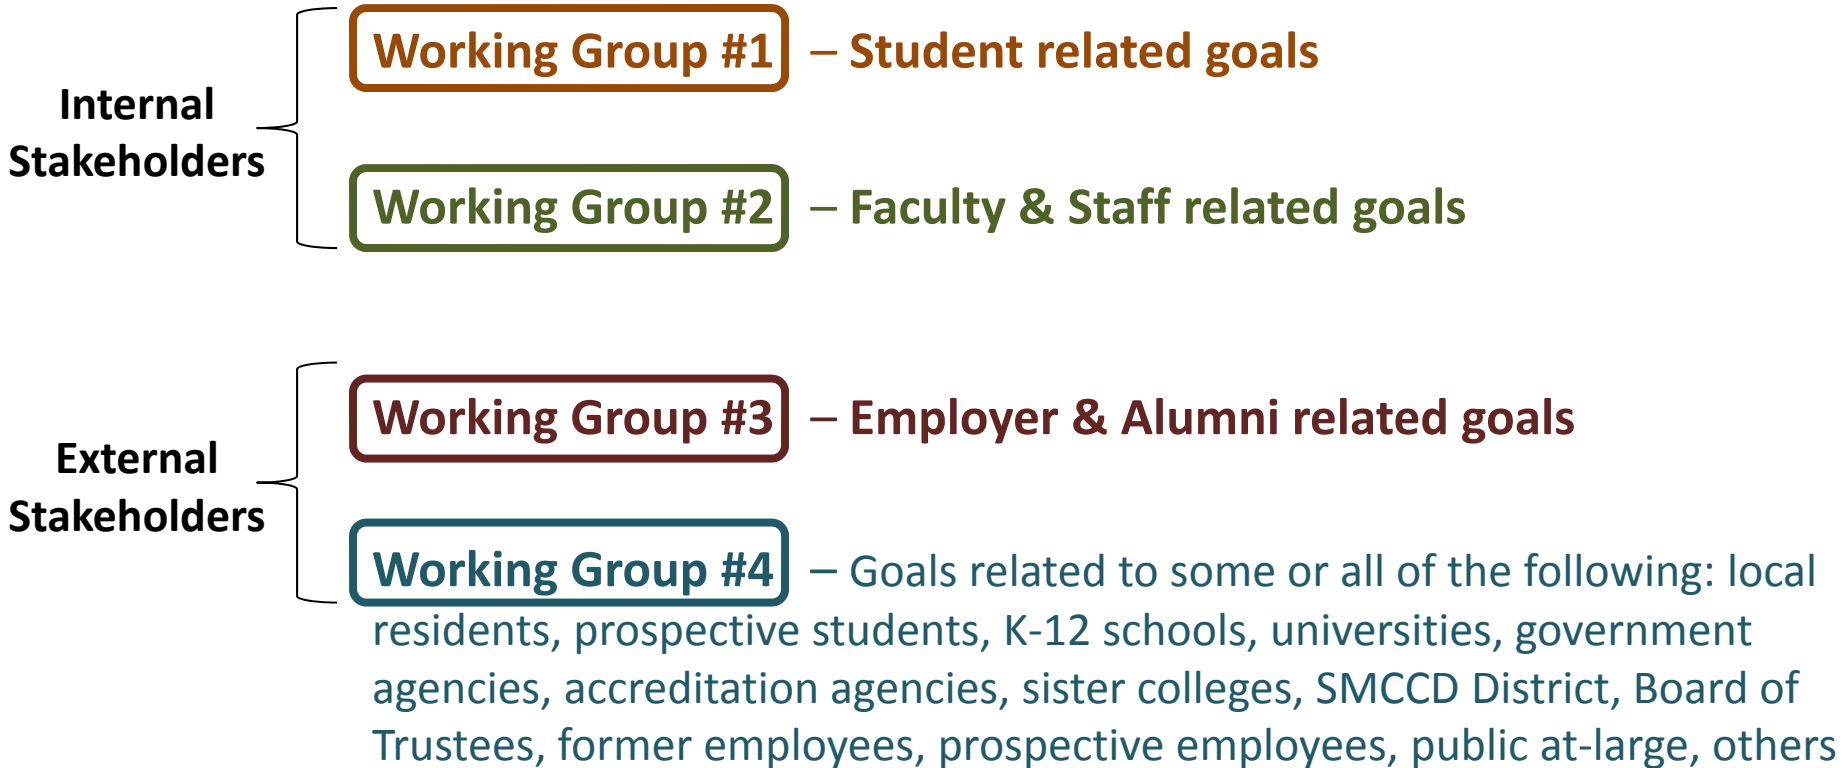 Internal
Stakeholders
Working Group #1 – Student related goals
Working Group #2 – Faculty & Staff related goals
External
Stakeholders
Working Group #3 – Employer & Alumni related goals
Working Group #4 – Goals related to some or all of the following: local
residents, prospective students, K-12 schools, universities, government
agencies, accreditation agencies, sister colleges, SMCCD District, Board of
Trustees, former employees, prospective employees, public at-large, others